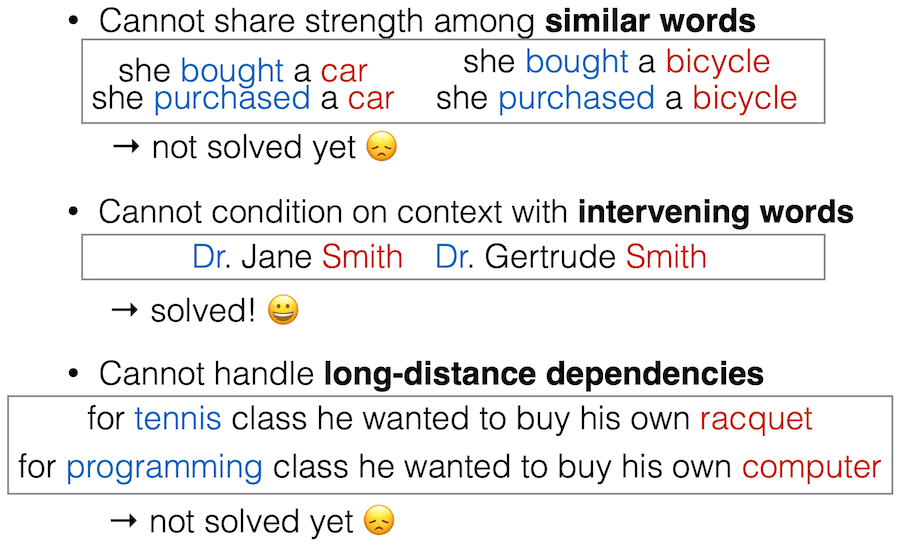 • Cannot share strength among similar words
she bought a car she bought a bicycle
she purchased a car she purchased a bicycle
→ not solved yet 😞
• Cannot condition on context with intervening words
Dr. Jane Smith Dr. Gertrude Smith
→ solved! 😀
• Cannot handle long-distance dependencies
for tennis class he wanted to buy his own racquet
for programming class he wanted to buy his own computer
→ not solved yet 😞